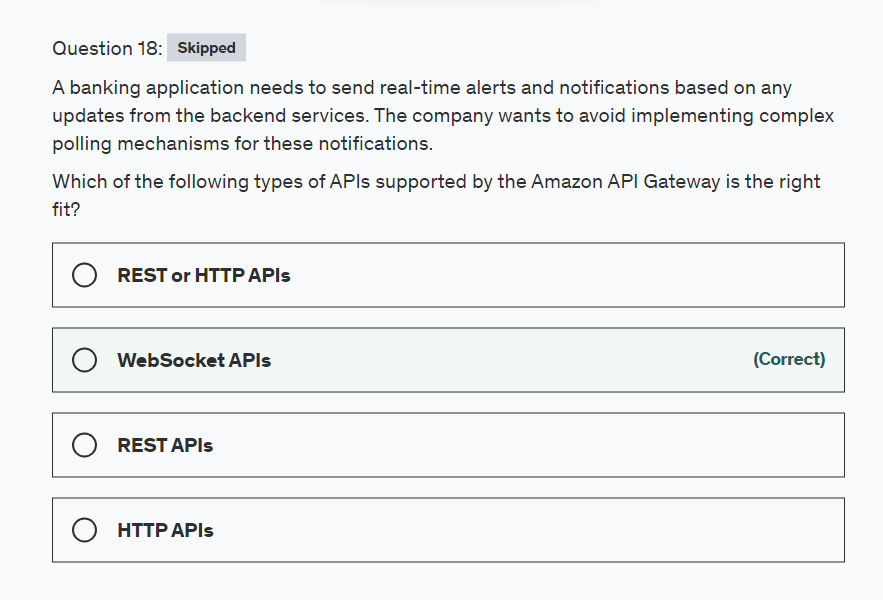 Question 18: Skipped
A banking application needs to send real-time alerts and notifications based on any
updates from the backend services. The company wants to avoid implementing complex
polling mechanisms for these notifications.
Which of the following types of APIs supported by the Amazon API Gateway is the right
fit?
REST or HTTP APIs
WebSocket APIs (Correct)
REST APIs
HTTP APIs